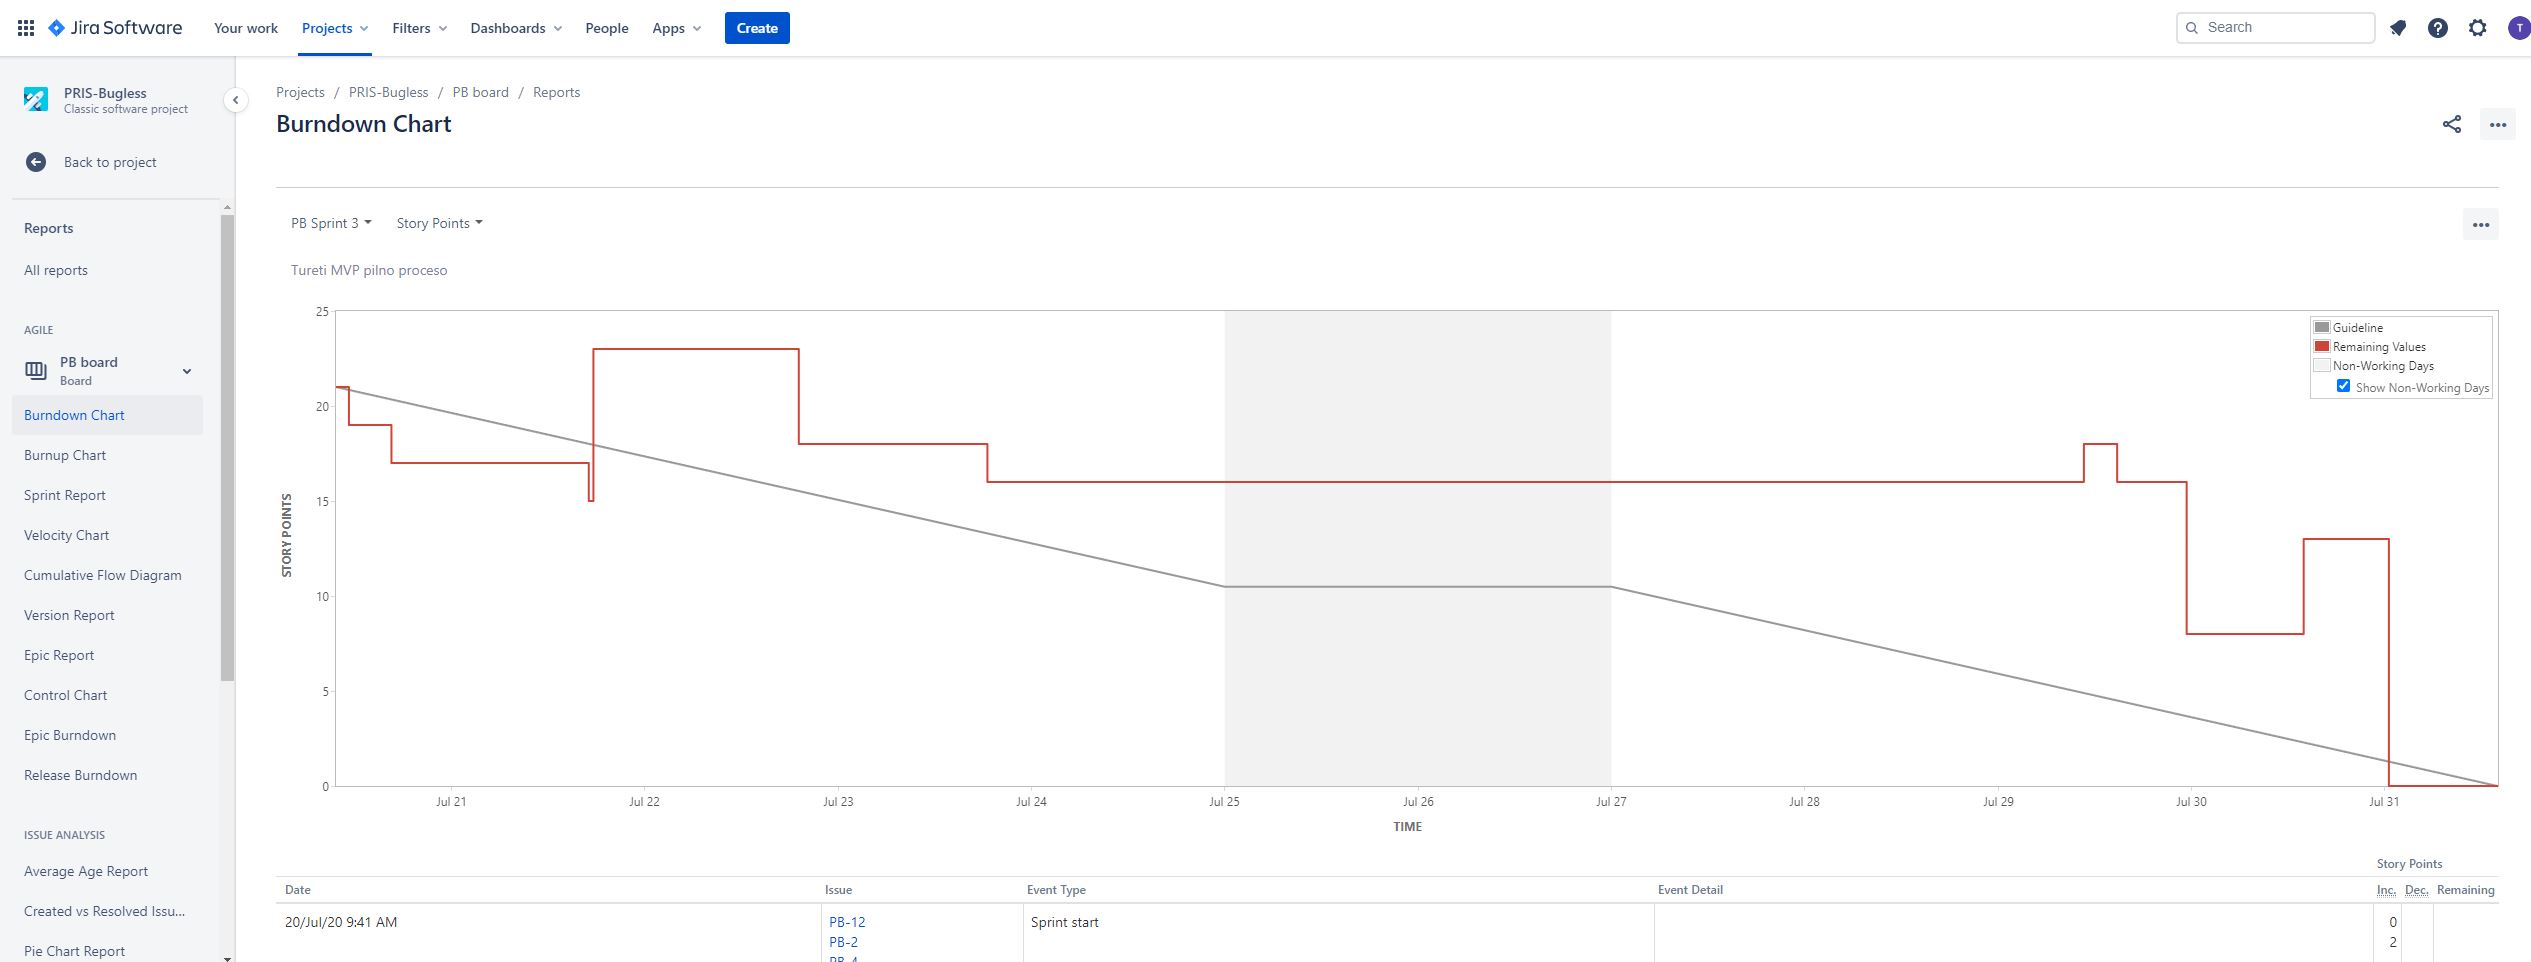 Jira Software Your work Projects Filters Dashboards People Apps Create Search ? T
PRIS-Bugless
Classic software project
Back to project
Reports
All reports
AGILE
PB board
Board
Burndown Chart
Burnup Chart
Sprint Report
Velocity Chart
Cumulative Flow Diagram
Version Report
Epic Report
Control Chart
Epic Burndown
Release Burndown
ISSUE ANALYSIS
Average Age Report
Created vs Resolved Issu...
Pie Chart Report
Projects / PRIS-Bugless / PB board / Reports
Burndown Chart
PB Sprint 3 Story Points
Tureti MVP pilno proceso
Guideline
Remaining Values
Non-Working Days
Show Non-Working Days
STORY POINTS
25
20
15
10
5
0
Jul 21 Jul 22 Jul 23 Jul 24 Jul 25 Jul 26 Jul 27 Jul 28 Jul 29 Jul 30 Jul 31
TIME
Story Points
Date Issue Event Type Event Detail Inc. Dec. Remaining
20/Jul/20 9:41 AM PB-12 Sprint start 0
PB-2 2
PB-4